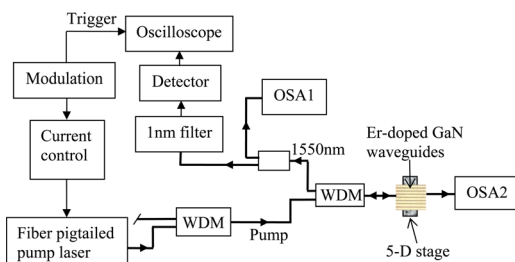 Trigger
Oscilloscope
Modulation
Detector
OSA1
Current
control
1nm filter
1550nm
Er-doped GaN
waveguides
WDM
OSA2
Fiber pigtailed
pump laser
WDM
Pump
5-D stage